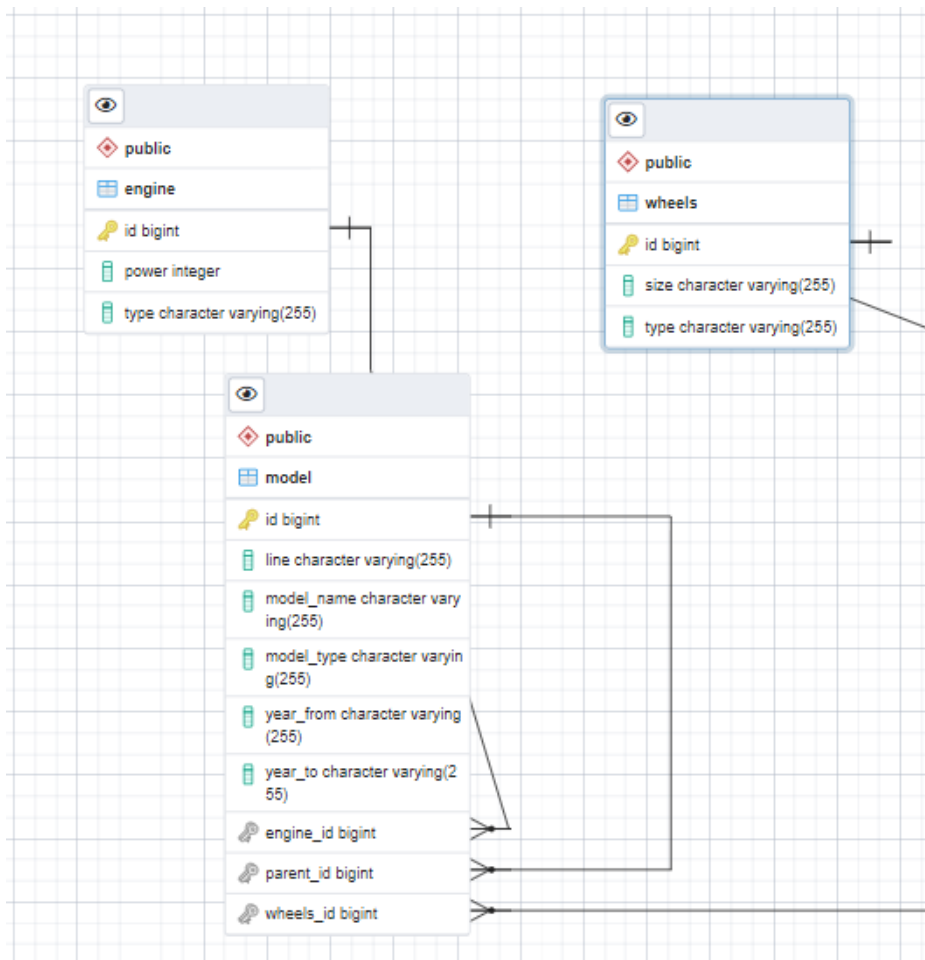 public
engine
id bigint
power integer
type character varying(255)
public
wheels
id bigint
size character varying(255)
type character varying(255)
public
model
id bigint
line character varying(255)
model_name character vary
ing(255)
model_type character varyin
g(255)
year_from character varying
(255)
year_to character varying(2
55)
engine_id bigint
parent_id bigint
wheels_id bigint